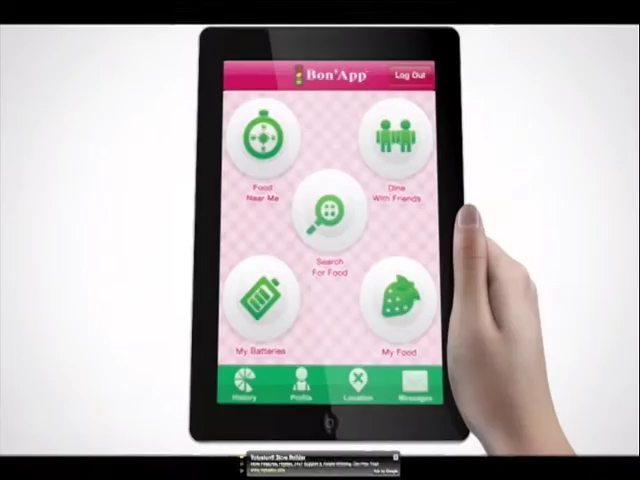 Bon'App
Log Out
Food
Near Me
Dine
With Friends
Search
For Food
My Batteries
My Food
History
Profile
Location
Messages